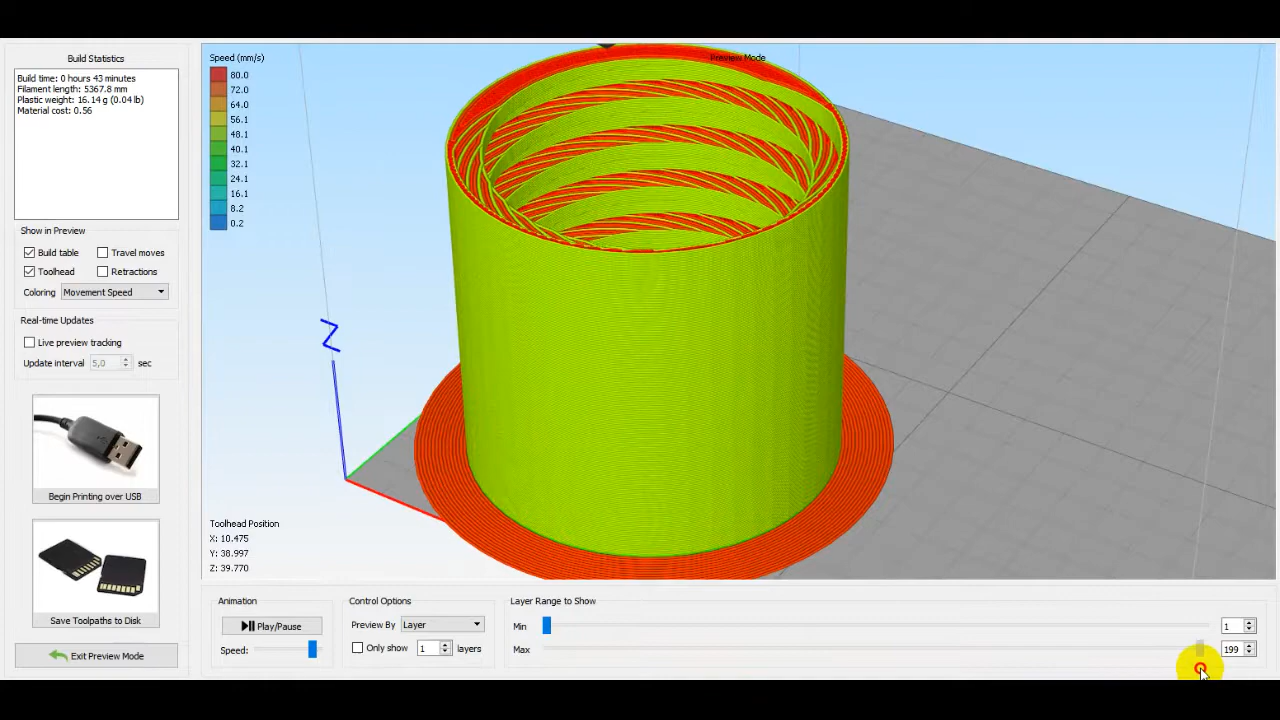 Build Statistics
Build time: 0 hours 43 minutes
Filament length: 5367.8 mm
Plastic weight: 16.14 g (0.04 lb)
Material cost: 0.56
Show in Preview
Build table
Travel moves
Toolhead
Retractions
Coloring
Movement Speed
Real-time Updates
Live preview tracking
Update interval
5,0
sec
Begin Printing over USB
Save Toolpaths to Disk
Exit Preview Mode
Speed (mm/s)
80.0
72.0
64.0
56.1
48.1
40.1
32.1
24.1
16.1
8.2
0.2
Preview Mode
Z
Toolhead Position
X: 10.475
Y: 38.997
Z: 39.770
Animation
Play/Pause
Speed:
Control Options
Preview By
Layer
Only show
1
layers
Layer Range to Show
Min
1
Max
199